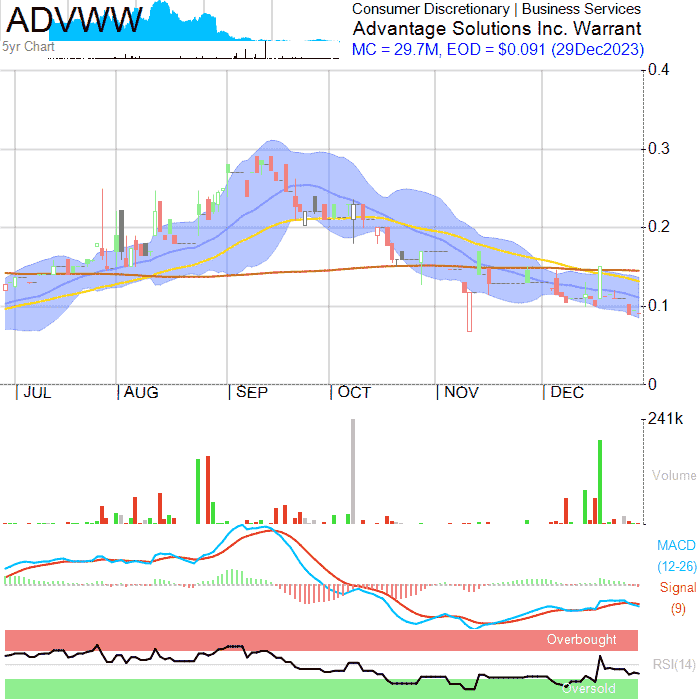 ADVWW
Consumer Discretionary | Business Services
Advantage Solutions Inc. Warrant
5yr Chart
MC = 29.7M, EOD = $0.091 (29Dec2023)
0.4
0.3
0.2
0.1
0
JUL AUG SEP OCT NOV DEC
241k
Volume
MACD
(12-26)
Signal
(9)
Overbought
RSI(14)
Oversold